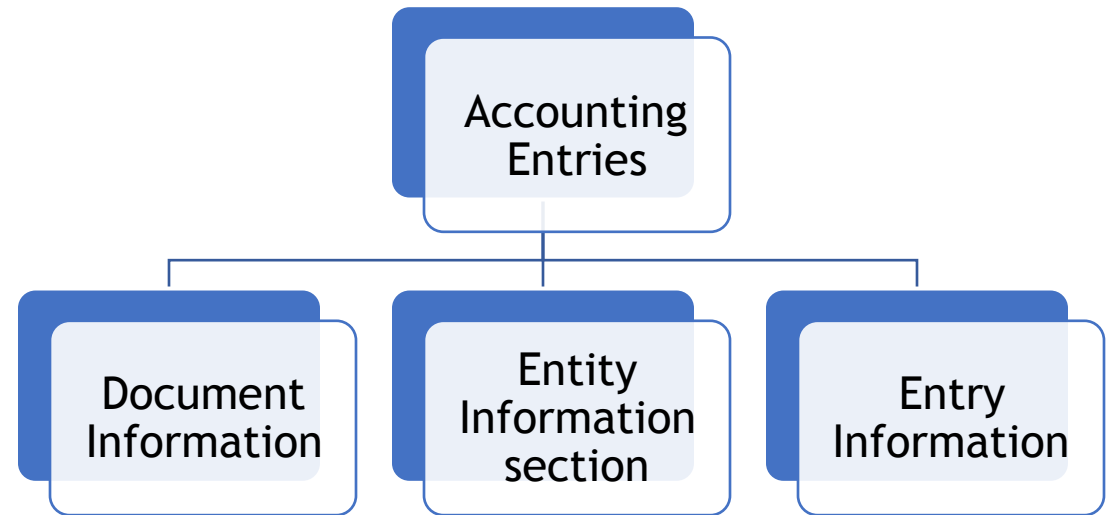 Accounting
Entries
Document
Information
Entity
Information
section
Entry
Information